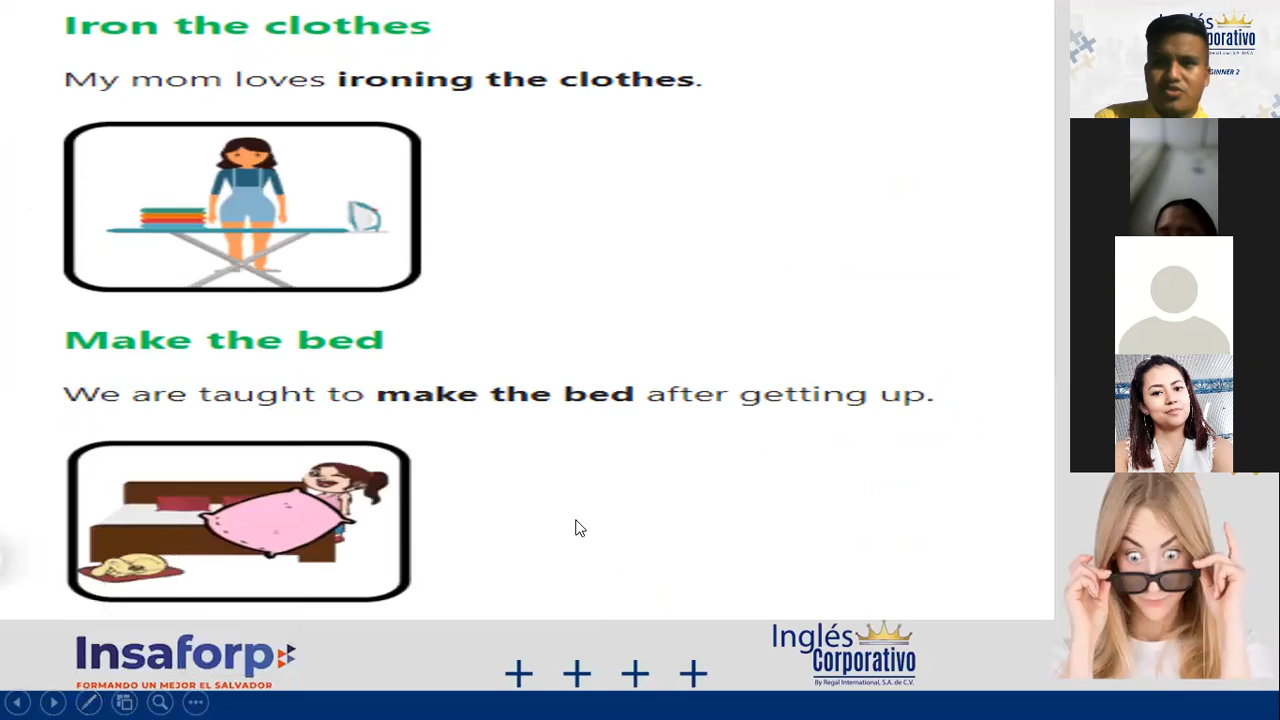 Iron the clothes
My mom loves ironing the clothes.
Make the bed
We are taught to make the bed after getting up.
Insaforp
FORMANDO UN MEJOR EL SALVADOR
Inglés
Corporativo
By Regal International, S.A. de C.V.